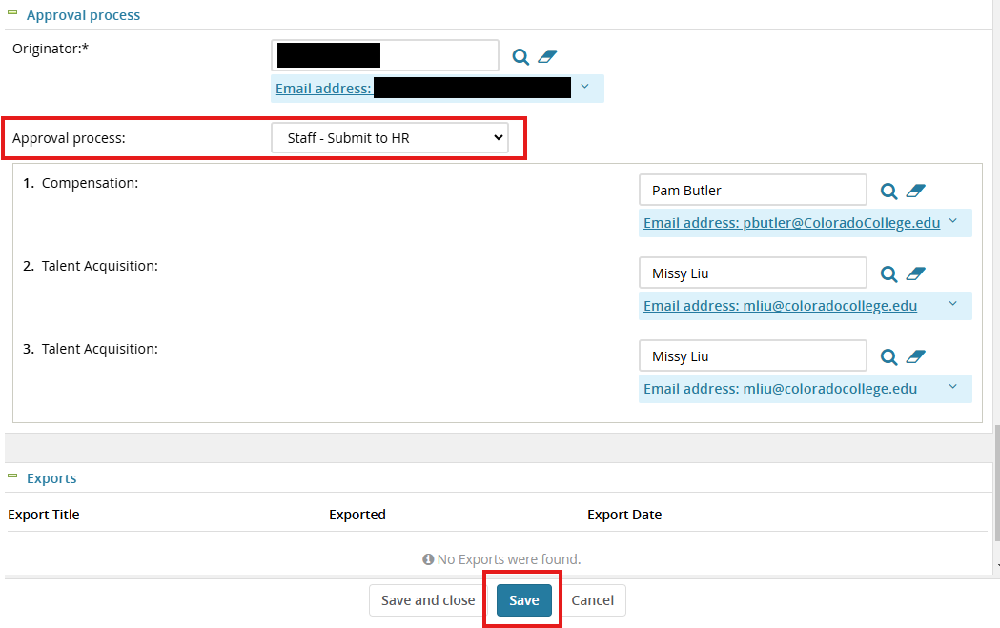 Approval process
Originator:*
Email address:
Approval process: Staff - Submit to HR
1. Compensation: Pam Butler
Email address: pbutler@ColoradoCollege.edu
2. Talent Acquisition: Missy Liu
Email address: mliu@coloradocollege.edu
3. Talent Acquisition: Missy Liu
Email address: mliu@coloradocollege.edu
Exports
Export Title Exported Export Date
No Exports were found.
Save and close Save Cancel